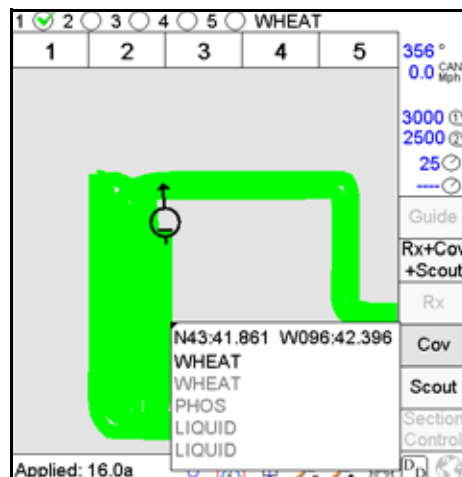 1 2 3 4 5 WHEAT
1 2 3 4 5
356 °
0.0 CAN Mph
3000 ①
2500 ②
25
----
Guide
Rx+Cov
+Scout
Rx
Cov
Scout
Section
Control
N43:41.861 W096:42.396
WHEAT
WHEAT
PHOS
LIQUID
LIQUID
Applied: 16.0a
D D